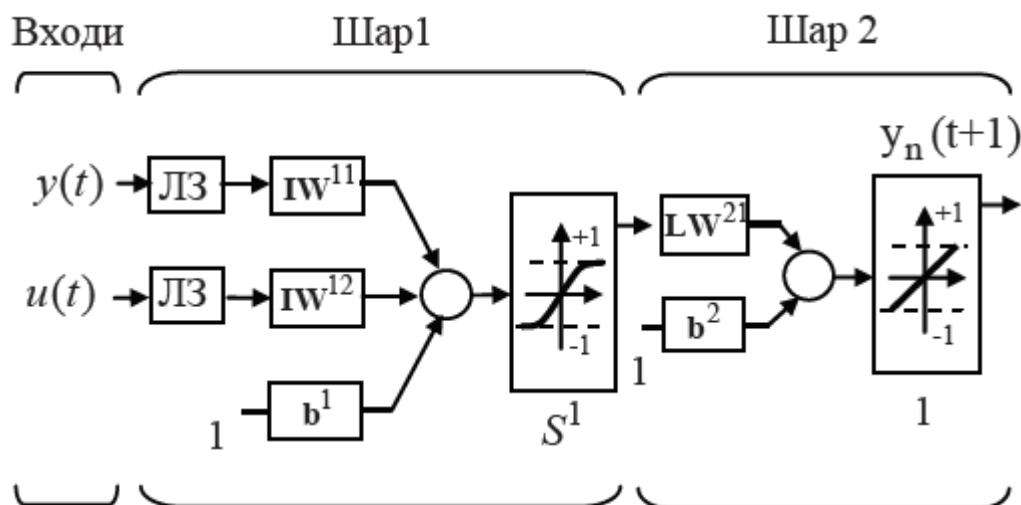 Входи
Шар1
Шар 2
yₙ (t+1)
y(t)
ЛЗ
IW¹¹
+1
-1
LW²¹
+1
-1
u(t)
ЛЗ
IW¹²
b²
1
1
b¹
S¹
1